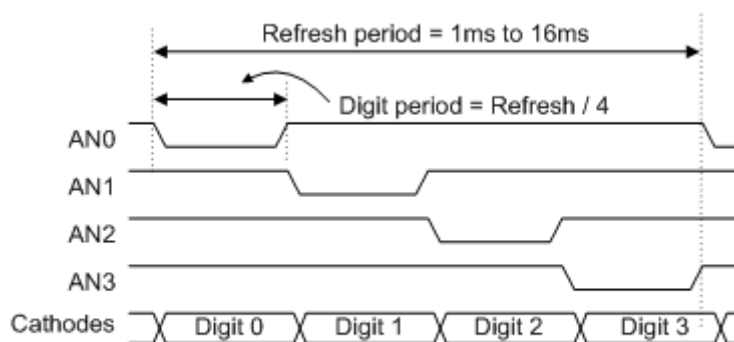 Refresh period = 1ms to 16ms
Digit period = Refresh / 4
AN0
AN1
AN2
AN3
Cathodes Digit 0 Digit 1 Digit 2 Digit 3